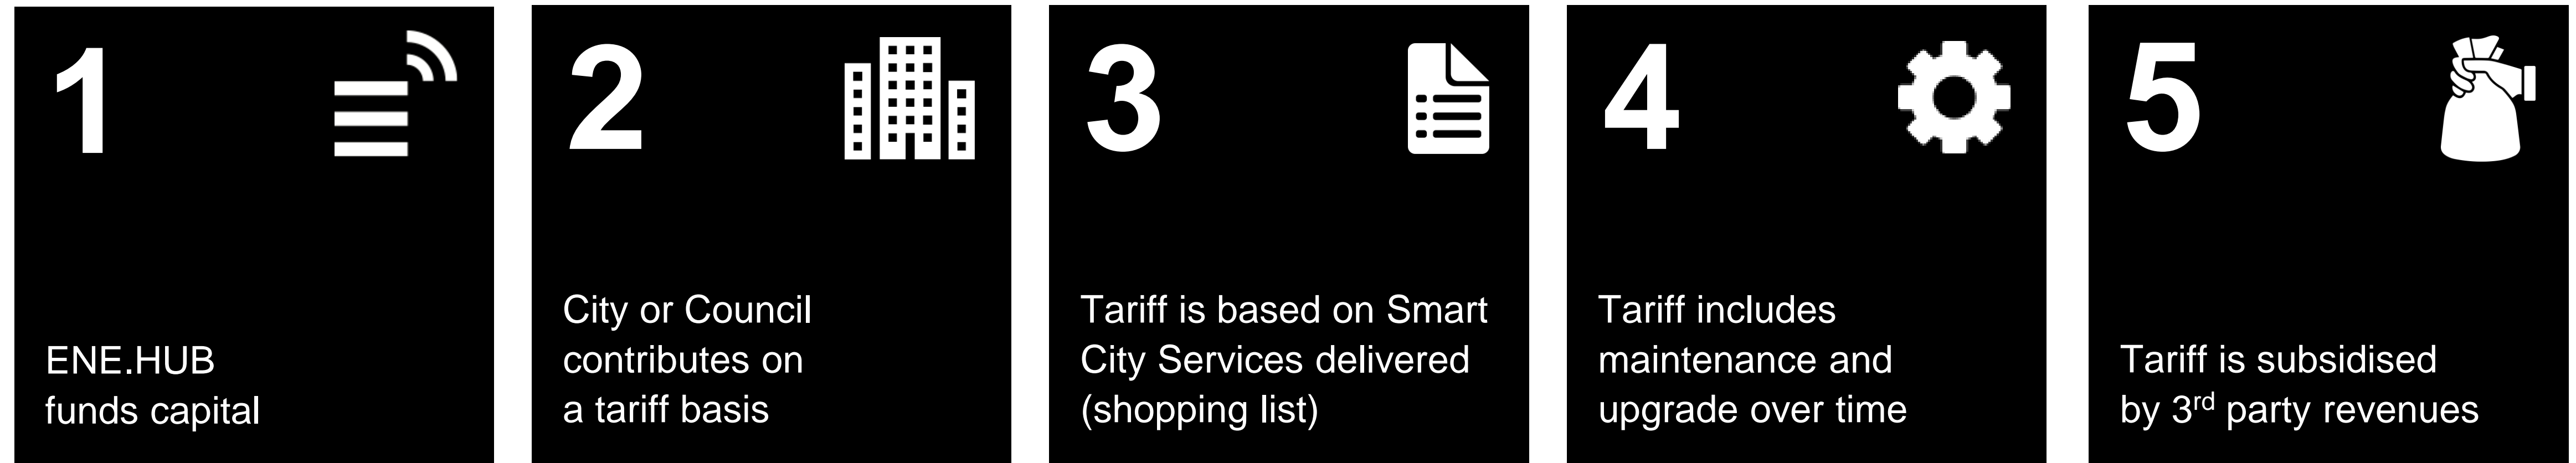 1
ENE.HUB
funds capital
2
City or Council
contributes on
a tariff basis
3
Tariff is based on Smart
City Services delivered
(shopping list)
4
Tariff includes
maintenance and
upgrade over time
5
Tariff is subsidised
by 3rd party revenues